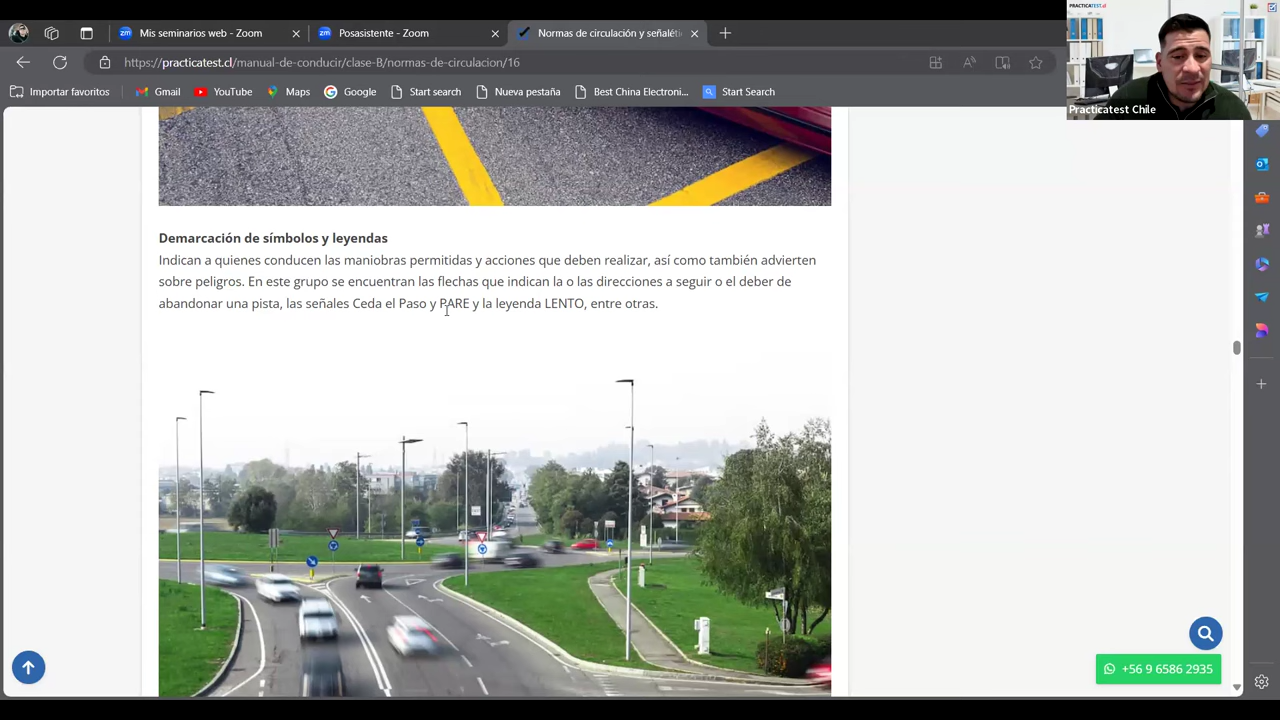 PRACTICATEST.cl
Mis seminarios web - Zoom
Posasistente - Zoom
Normas de circulación y señaléti
https://practicatest.cl/manual-de-conducir/clase-B/normas-de-circulacion/16
Importar favoritos
Gmail
YouTube
Maps
Google
Start search
Nueva pestaña
Best China Electroni...
Start Search
Practicatest Chile
Demarcación de símbolos y leyendas
Indican a quienes conducen las maniobras permitidas y acciones que deben realizar, así como también advierten
sobre peligros. En este grupo se encuentran las flechas que indican la o las direcciones a seguir o el deber de
abandonar una pista, las señales Ceda el Paso y PARE y la leyenda LENTO, entre otras.
+56 9 6586 2935